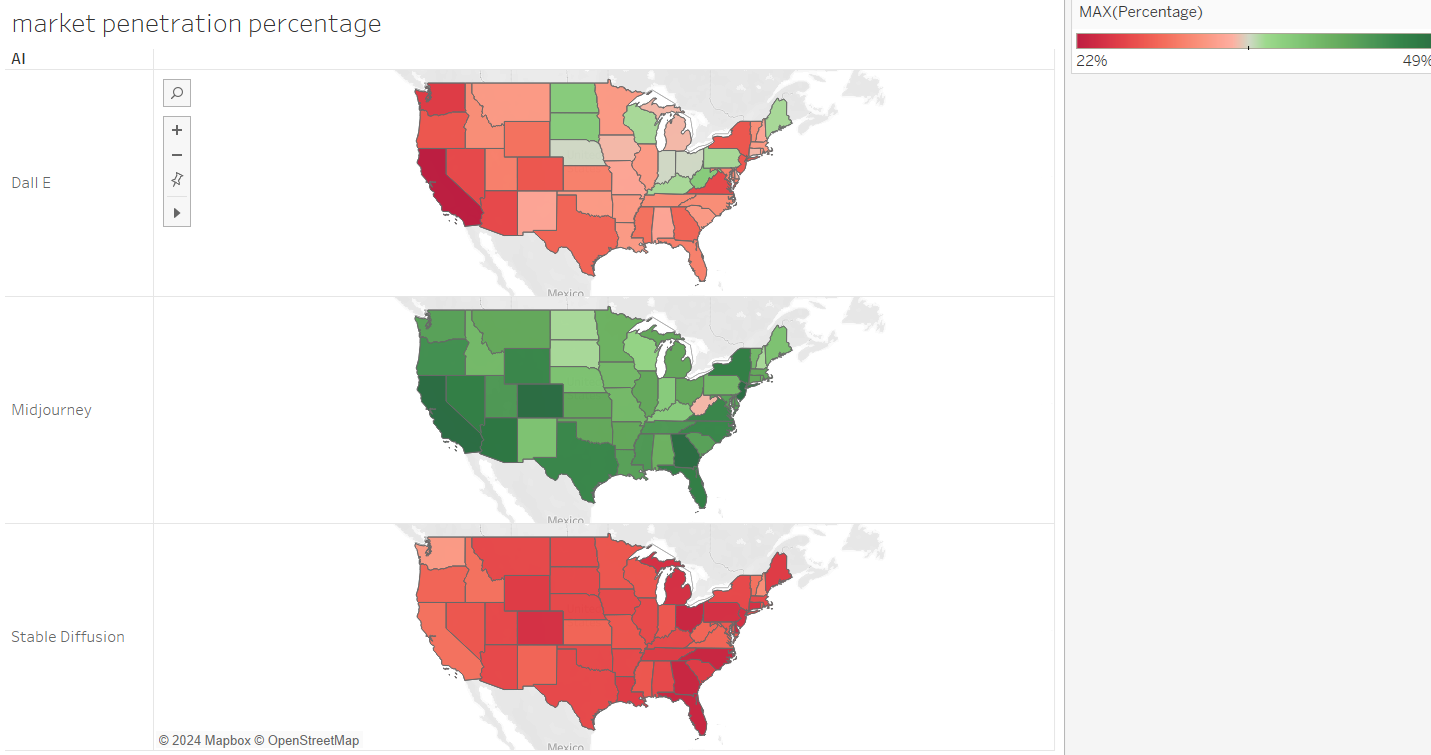 market penetration percentage
AI
Dall E
Mexico
Midjourney
Mexico
Stable Diffusion
Mexico
© 2024 Mapbox © OpenStreetMap
MAX(Percentage)
22% 49%